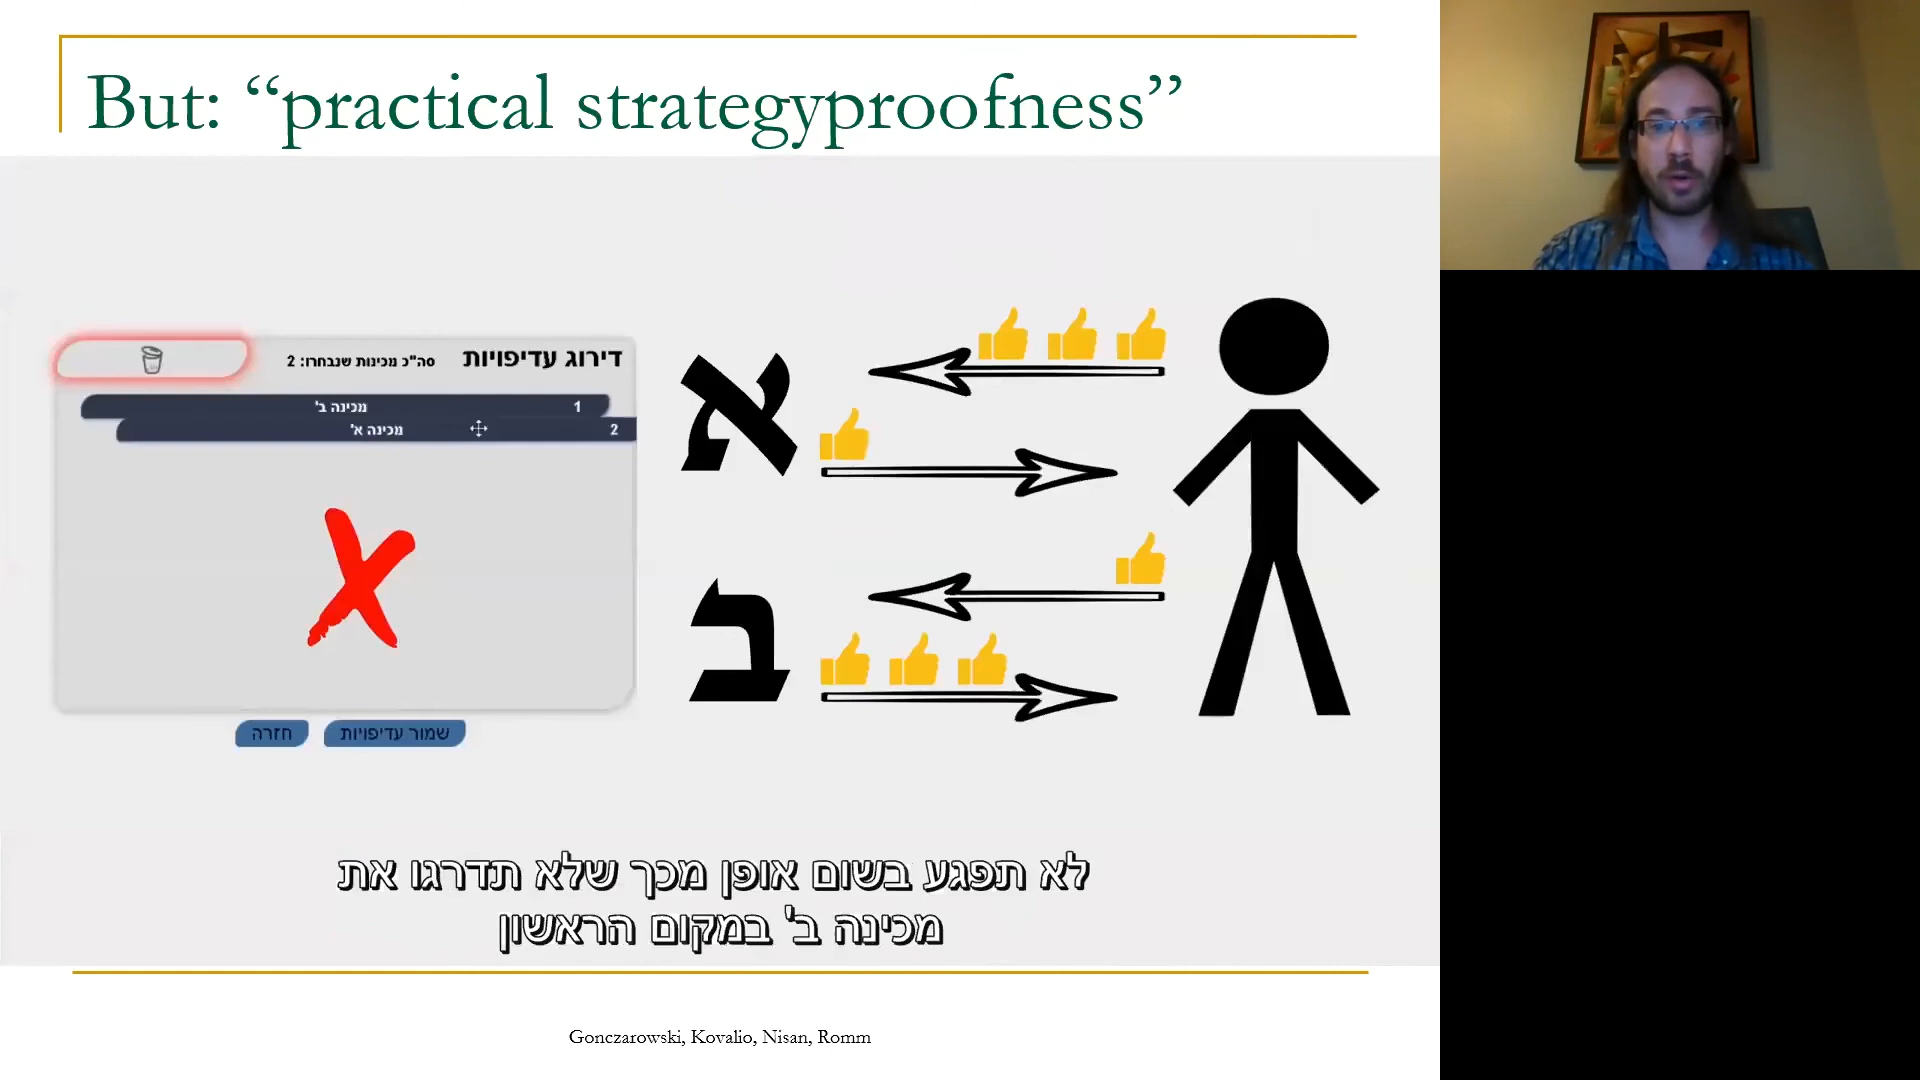 But: “practical strategyproofness”
דירוג עדיפויות סה"כ מכינות שנבחרו: 2
1 מכינה ב'
2 מכינה א'
שמור עדיפויות חזרה
א
ב
לא תפגע בשום אופן מכך שלא תדרגו את
מכינה ב' במקום הראשון
Gonczarowski, Kovalio, Nisan, Romm